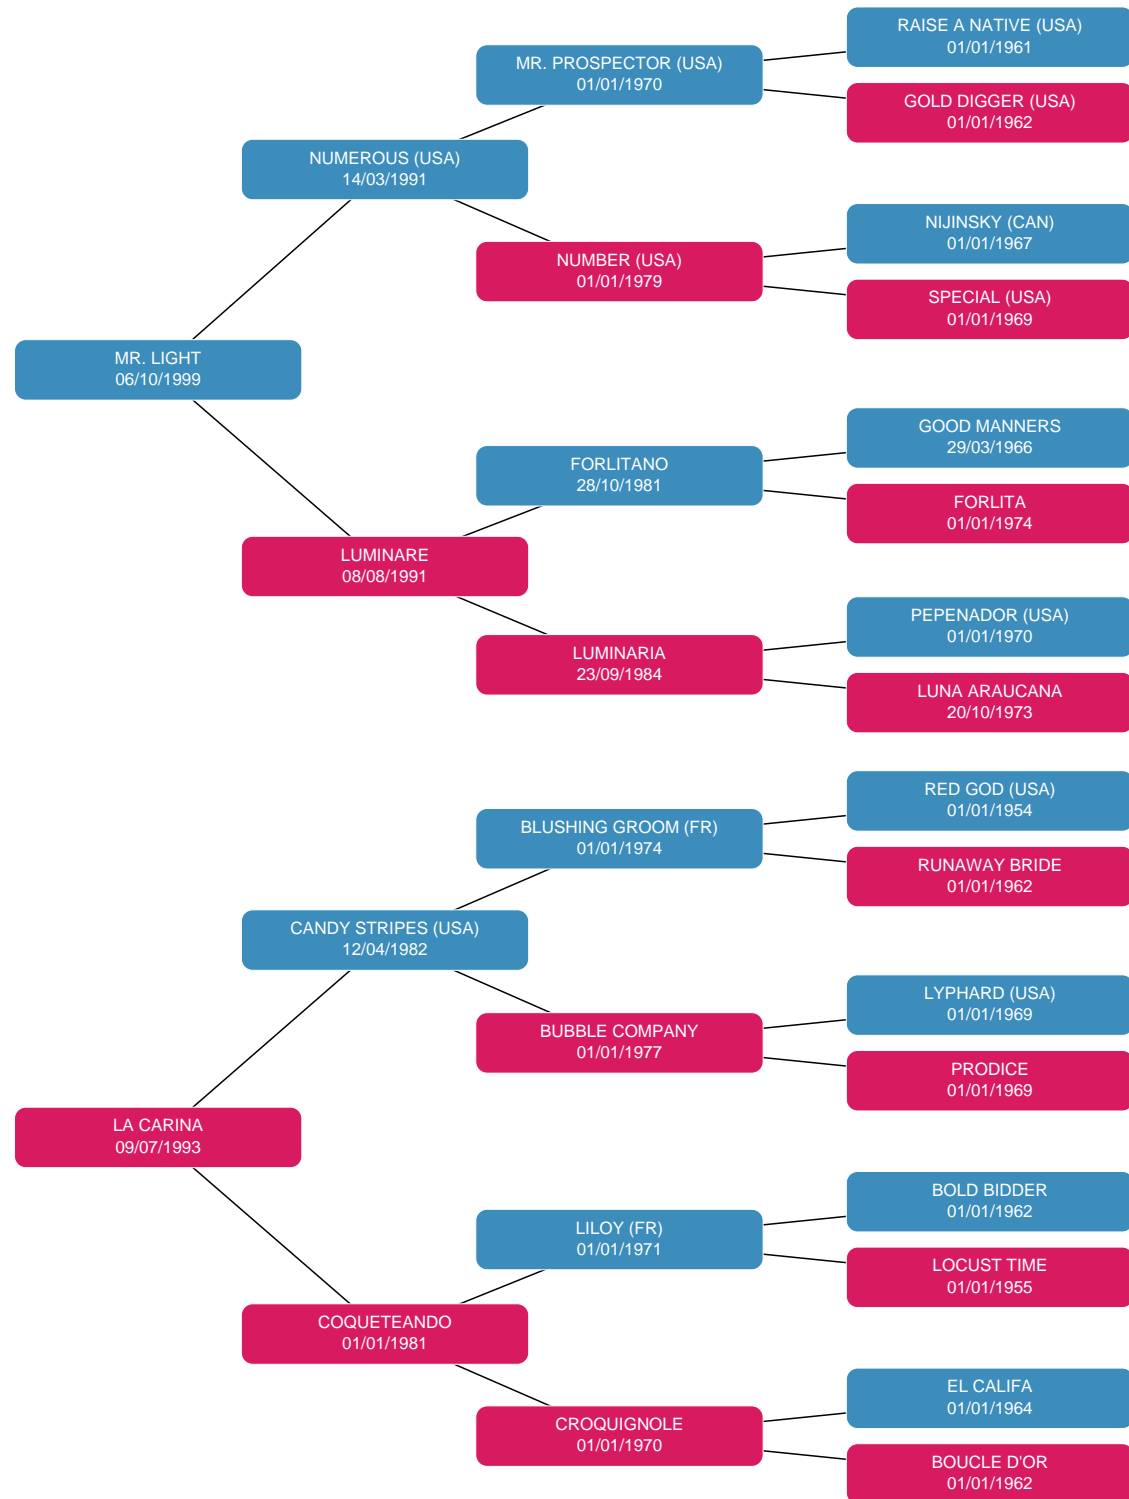 RAISE A NATIVE (USA)
01/01/1961
MR. PROSPECTOR (USA)
01/01/1970
GOLD DIGGER (USA)
01/01/1962
NUMEROUS (USA)
14/03/1991
NIJINSKY (CAN)
01/01/1967
NUMBER (USA)
01/01/1979
SPECIAL (USA)
01/01/1969
MR. LIGHT
06/10/1999
GOOD MANNERS
29/03/1966
FORLITANO
28/10/1981
FORLITA
01/01/1974
LUMINARE
08/08/1991
PEPENADOR (USA)
01/01/1970
LUMINARIA
23/09/1984
LUNA ARAUCANA
20/10/1973
RED GOD (USA)
01/01/1954
BLUSHING GROOM (FR)
01/01/1974
RUNAWAY BRIDE
01/01/1962
CANDY STRIPES (USA)
12/04/1982
LYPHARD (USA)
01/01/1969
BUBBLE COMPANY
01/01/1977
PRODICE
01/01/1969
LA CARINA
09/07/1993
BOLD BIDDER
01/01/1962
LILOY (FR)
01/01/1971
LOCUST TIME
01/01/1955
COQUETEANDO
01/01/1981
EL CALIFA
01/01/1964
CROQUIGNOLE
01/01/1970
BOUCLE D'OR
01/01/1962